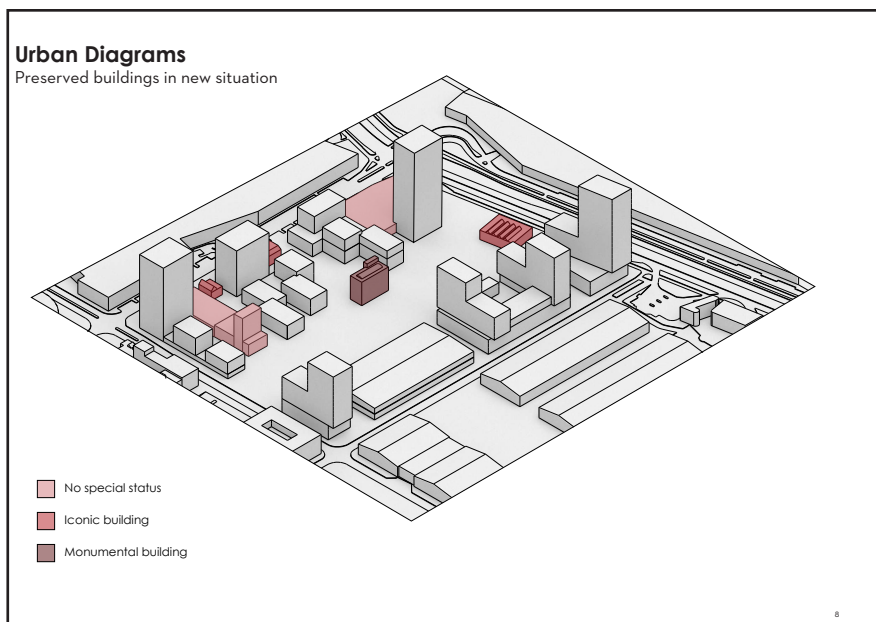 Urban Diagrams
Preserved buildings in new situation
No special status
Iconic building
Monumental building
8